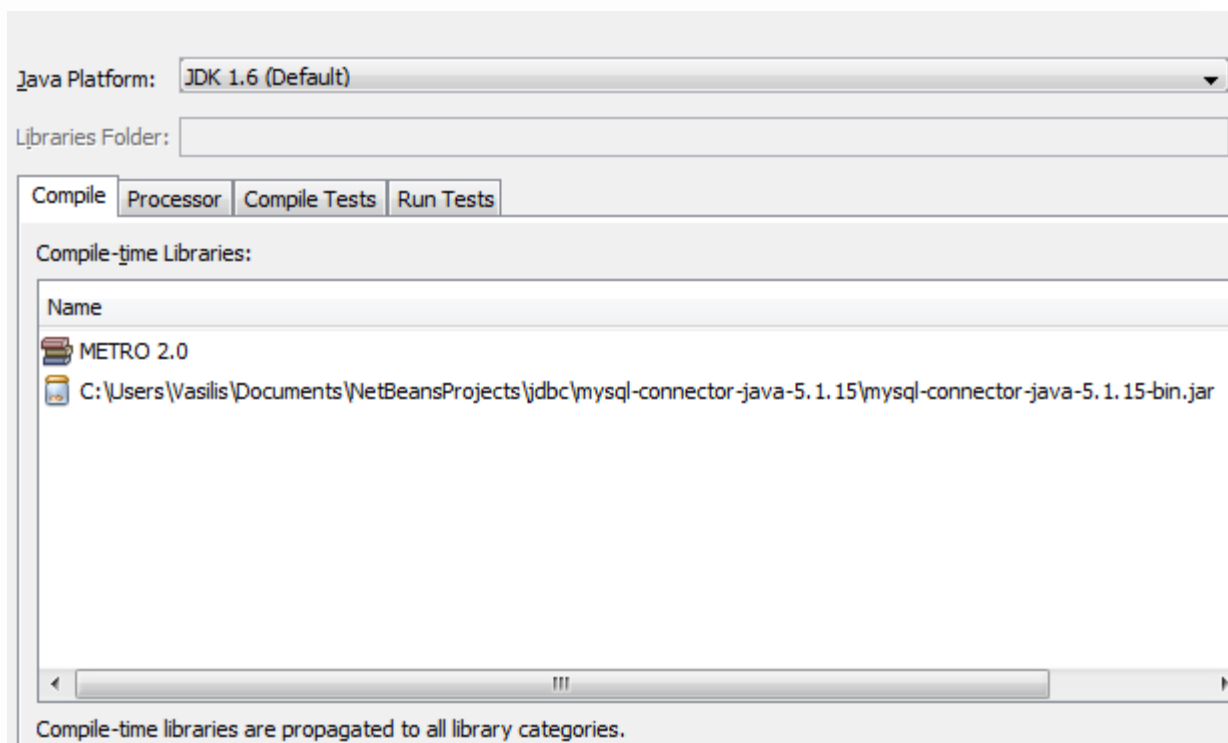 Java Platform: JDK 1.6 (Default)
Libraries Folder:
Compile Processor Compile Tests Run Tests
Compile-time Libraries:
Name
METRO 2.0
C:\Users\Vasilis\Documents\NetBeansProjects\jdbc\mysql-connector-java-5.1.15\mysql-connector-java-5.1.15-bin.jar
Compile-time libraries are propagated to all library categories.